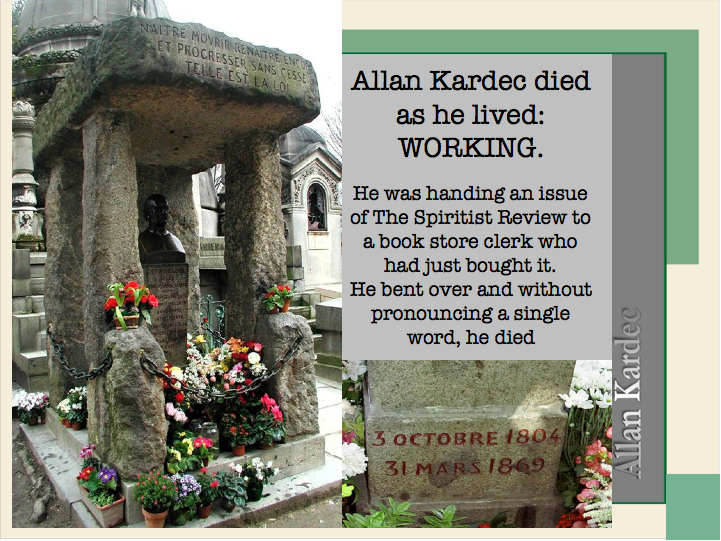 NAITRE MOVRIR RENAITRE ENCORE
ET PROGRESSER SANS CESSE
TELLE EST LA LOI
Allan Kardec died
as he lived:
WORKING.
He was handing an issue
of The Spiritist Review to
a book store clerk who
had just bought it.
He bent over and without
pronouncing a single
word, he died
3 OCTOBRE 1804
31 MARS 1869
Allan Kardec